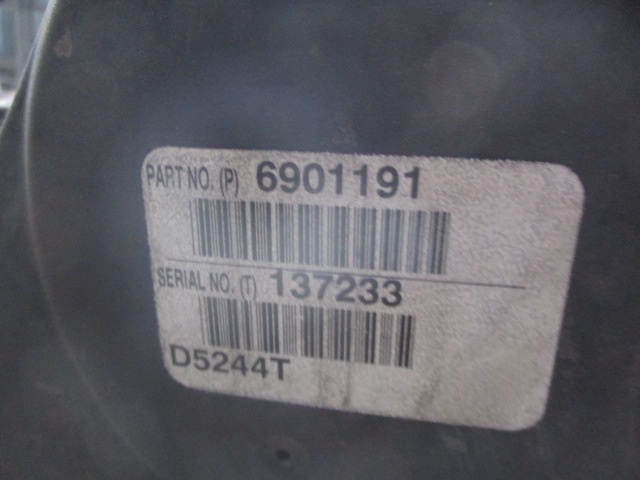 PART NO. (P) 6901191
SERIAL NO. (T) 137233
D5244T